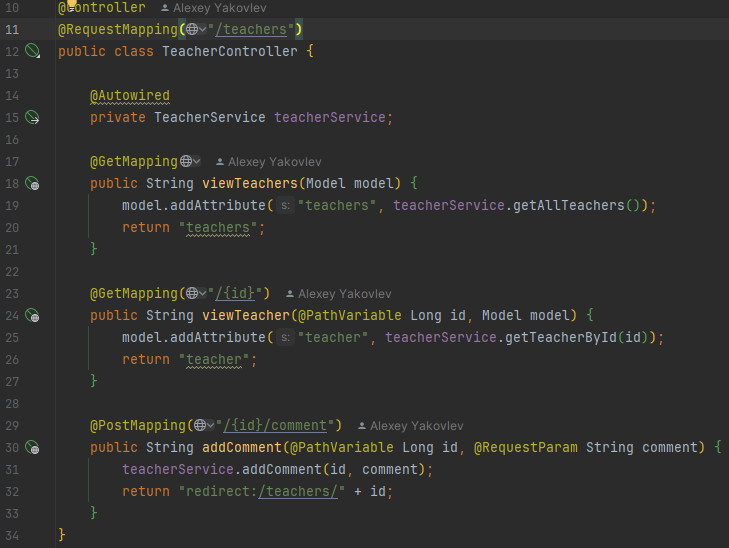 10 @Controller Alexey Yakovlev
11 @RequestMapping("/teachers")
12 public class TeacherController {
13
14 @Autowired
15 private TeacherService teacherService;
16
17 @GetMapping Alexey Yakovlev
18 public String viewTeachers(Model model) {
19 model.addAttribute( s: "teachers", teacherService.getAllTeachers());
20 return "teachers";
21 }
22
23 @GetMapping("/{id}") Alexey Yakovlev
24 public String viewTeacher(@PathVariable Long id, Model model) {
25 model.addAttribute( s: "teacher", teacherService.getTeacherById(id));
26 return "teacher";
27 }
28
29 @PostMapping("/{id}/comment") Alexey Yakovlev
30 public String addComment(@PathVariable Long id, @RequestParam String comment) {
31 teacherService.addComment(id, comment);
32 return "redirect:/teachers/" + id;
33 }
34 }